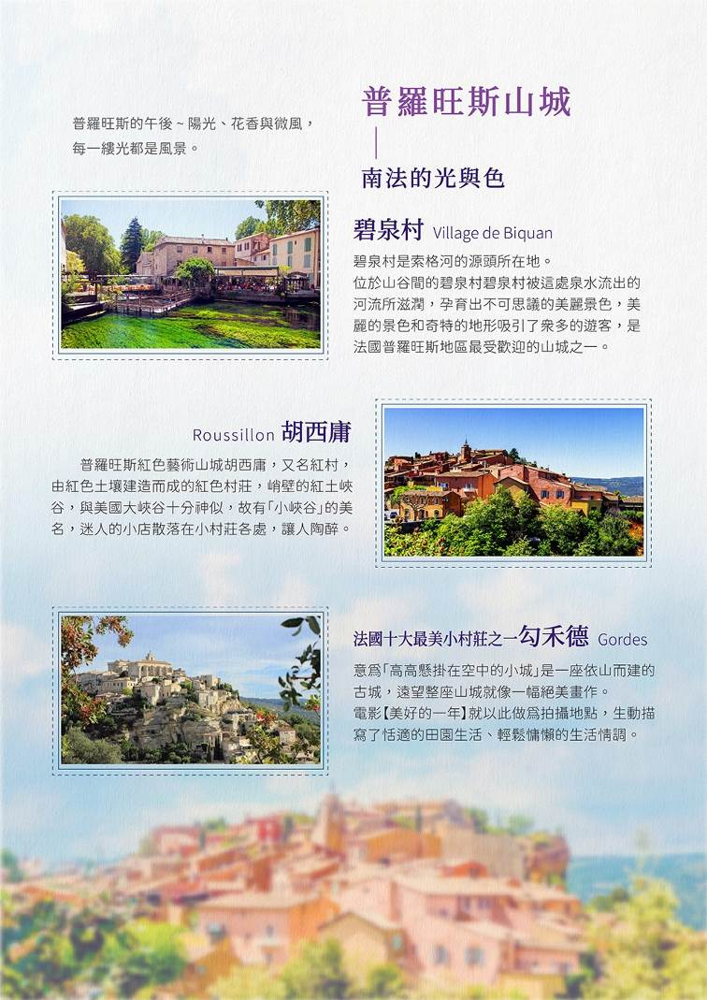 普羅旺斯的午後 ~ 陽光、花香與微風，
每一縷光都是風景。
普羅旺斯山城
南法的光與色
碧泉村 Village de Biquan
碧泉村是索格河的源頭所在地。
位於山谷間的碧泉村碧泉村被這處泉水流出的
河流所滋潤，孕育出不可思議的美麗景色，美
麗的景色和奇特的地形吸引了眾多的遊客，是
法國普羅旺斯地區最受歡迎的山城之一。
Roussillon 胡西庸
普羅旺斯紅色藝術山城胡西庸，又名紅村，
由紅色土壤建造而成的紅色村莊，峭壁的紅土峽
谷，與美國大峽谷十分神似，故有「小峽谷」的美
名，迷人的小店散落在小村莊各處，讓人陶醉。
法國十大最美小村莊之一勾禾德 Gordes
意為「高高懸掛在空中的小城」是一座依山而建的
古城，遠望整座山城就像一幅絕美畫作。
電影【美好的一年】就以此做為拍攝地點，生動描
寫了恬適的田園生活、輕鬆慵懶的生活情調。